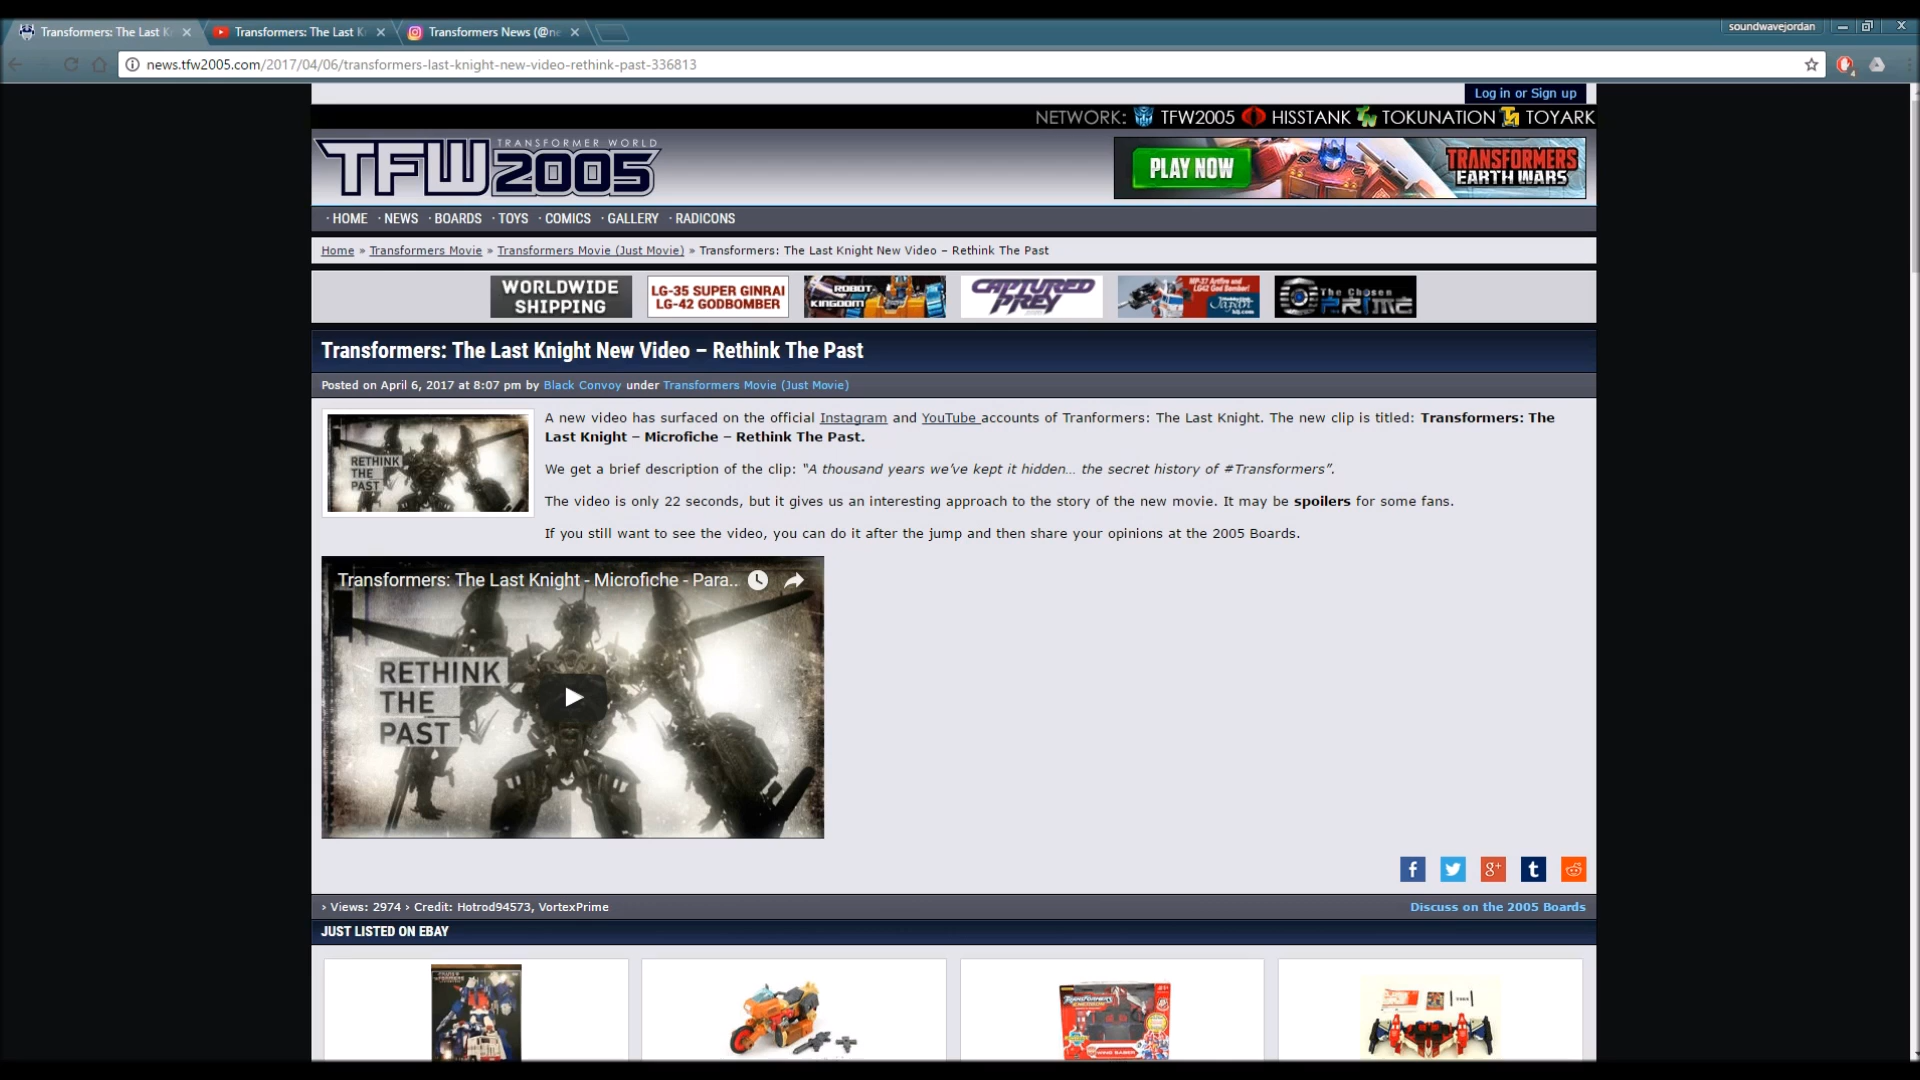 Transformers: The Last K
Transformers: The Last K
Transformers News (@ne
soundwavejordan
news.tfw2005.com/2017/04/06/transformers-last-knight-new-video-rethink-past-336813
Log in or Sign up
NETWORK: TFW2005 HISSTANK TOKUNATION TOYARK
TRANSFORMER WORLD
TFW2005
PLAY NOW
TRANSFORMERS
EARTH WARS
· HOME · NEWS · BOARDS · TOYS · COMICS · GALLERY · RADICONS
Home » Transformers Movie » Transformers Movie (Just Movie) » Transformers: The Last Knight New Video – Rethink The Past
WORLDWIDE
SHIPPING
LG-35 SUPER GINRAI
LG-42 GODBOMBER
ROBOT
KINGDOM
CAPTURED
PREY
The Chosen
PRIME
Transformers: The Last Knight New Video – Rethink The Past
Posted on April 6, 2017 at 8:07 pm by Black Convoy under Transformers Movie (Just Movie)
RETHINK
THE
PAST
A new video has surfaced on the official Instagram and YouTube accounts of Tranformers: The Last Knight. The new clip is titled: Transformers: The
Last Knight – Microfiche – Rethink The Past.
We get a brief description of the clip: “A thousand years we’ve kept it hidden… the secret history of #Transformers”.
The video is only 22 seconds, but it gives us an interesting approach to the story of the new movie. It may be spoilers for some fans.
If you still want to see the video, you can do it after the jump and then share your opinions at the 2005 Boards.
Transformers: The Last Knight - Microfiche - Para...
RETHINK
THE
PAST
› Views: 2974 › Credit: Hotrod94573, VortexPrime
Discuss on the 2005 Boards
JUST LISTED ON EBAY